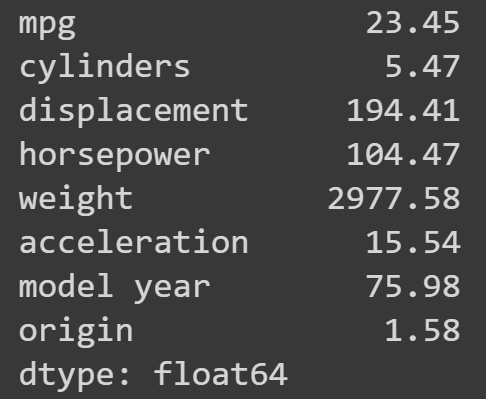 mpg 23.45
cylinders 5.47
displacement 194.41
horsepower 104.47
weight 2977.58
acceleration 15.54
model year 75.98
origin 1.58
dtype: float64